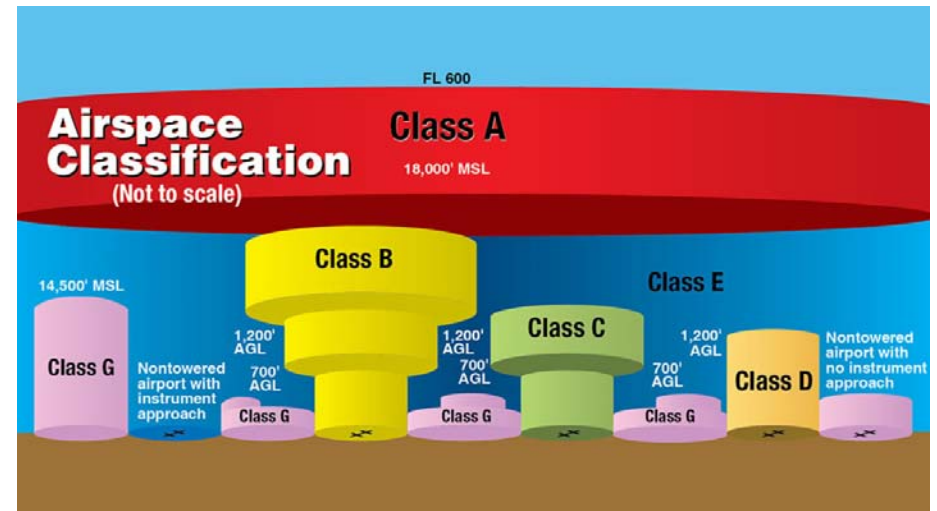 FL 600
Airspace
Classification
(Not to scale)
Class A
18,000' MSL
Class B
Class E
14,500' MSL
Class G
Nontowered
airport with
instrument
approach
1,200'
AGL
700'
AGL
Class G
1,200'
AGL
700'
AGL
Class G
Class C
1,200'
AGL
700'
AGL
Class G
Class D
Nontowered
airport with
no instrument
approach